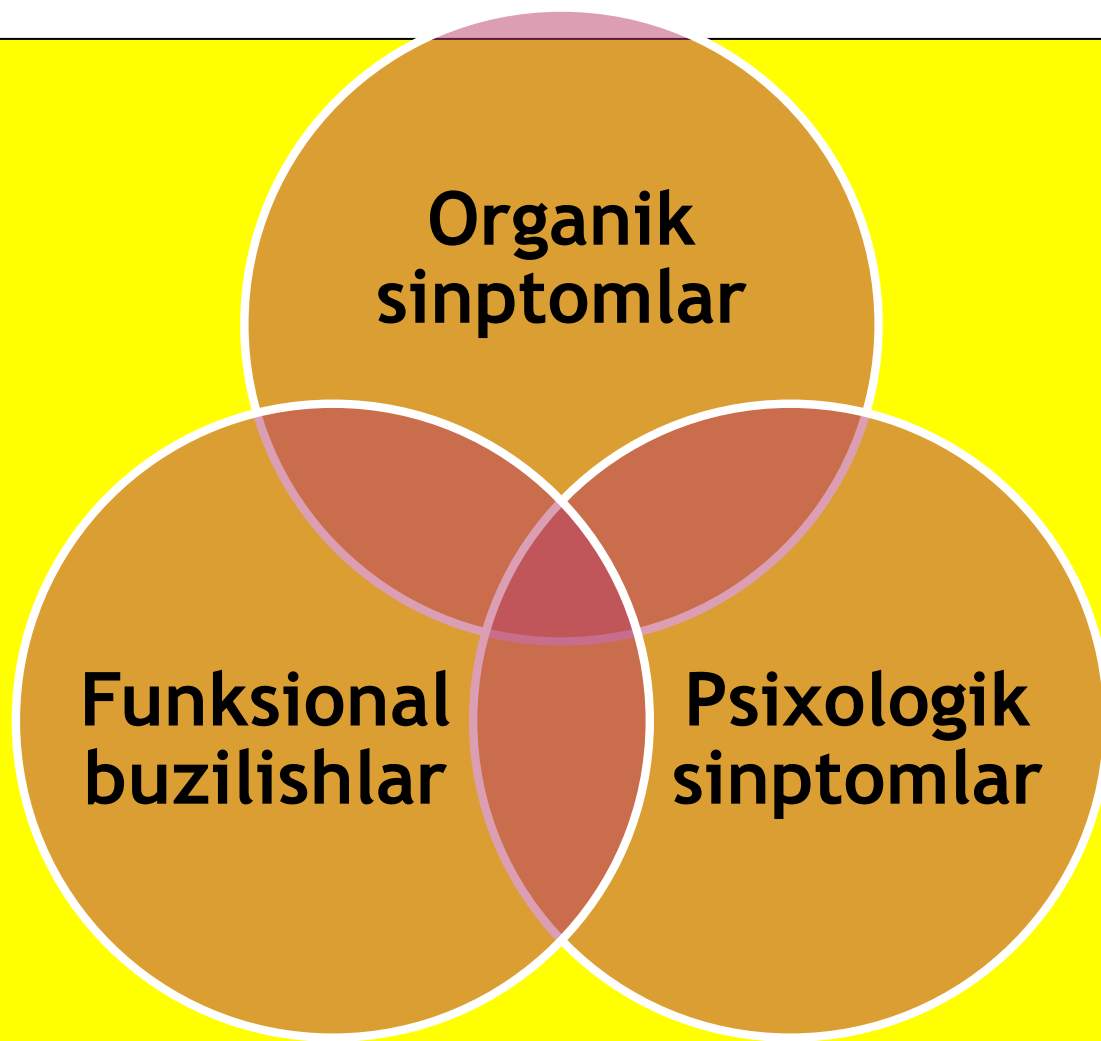 Organik
sinptomlar
Funksional
buzilishlar
Psixologik
sinptomlar